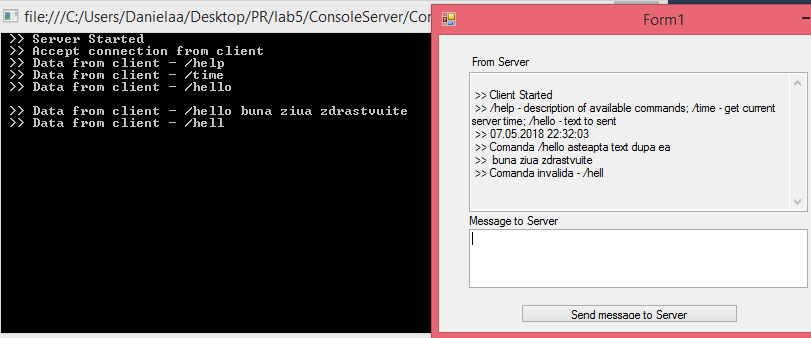 file:///C:/Users/Danielaa/Desktop/PR/lab5/ConsoleServer/Cor
>> Server Started
>> Accept connection from client
>> Data from client - /help
>> Data from client - /time
>> Data from client - /hello
>> Data from client - /hello buna ziua zdrastvuite
>> Data from client - /hell
Form1
From Server
>> Client Started
>> /help - description of available commands; /time - get current
server time; /hello - text to sent
>> 07.05.2018 22:32:03
>> Comanda /hello asteapta text dupa ea
>>  buna ziua zdrastvuite
>> Comanda invalida - /hell
Message to Server
Send message to Server